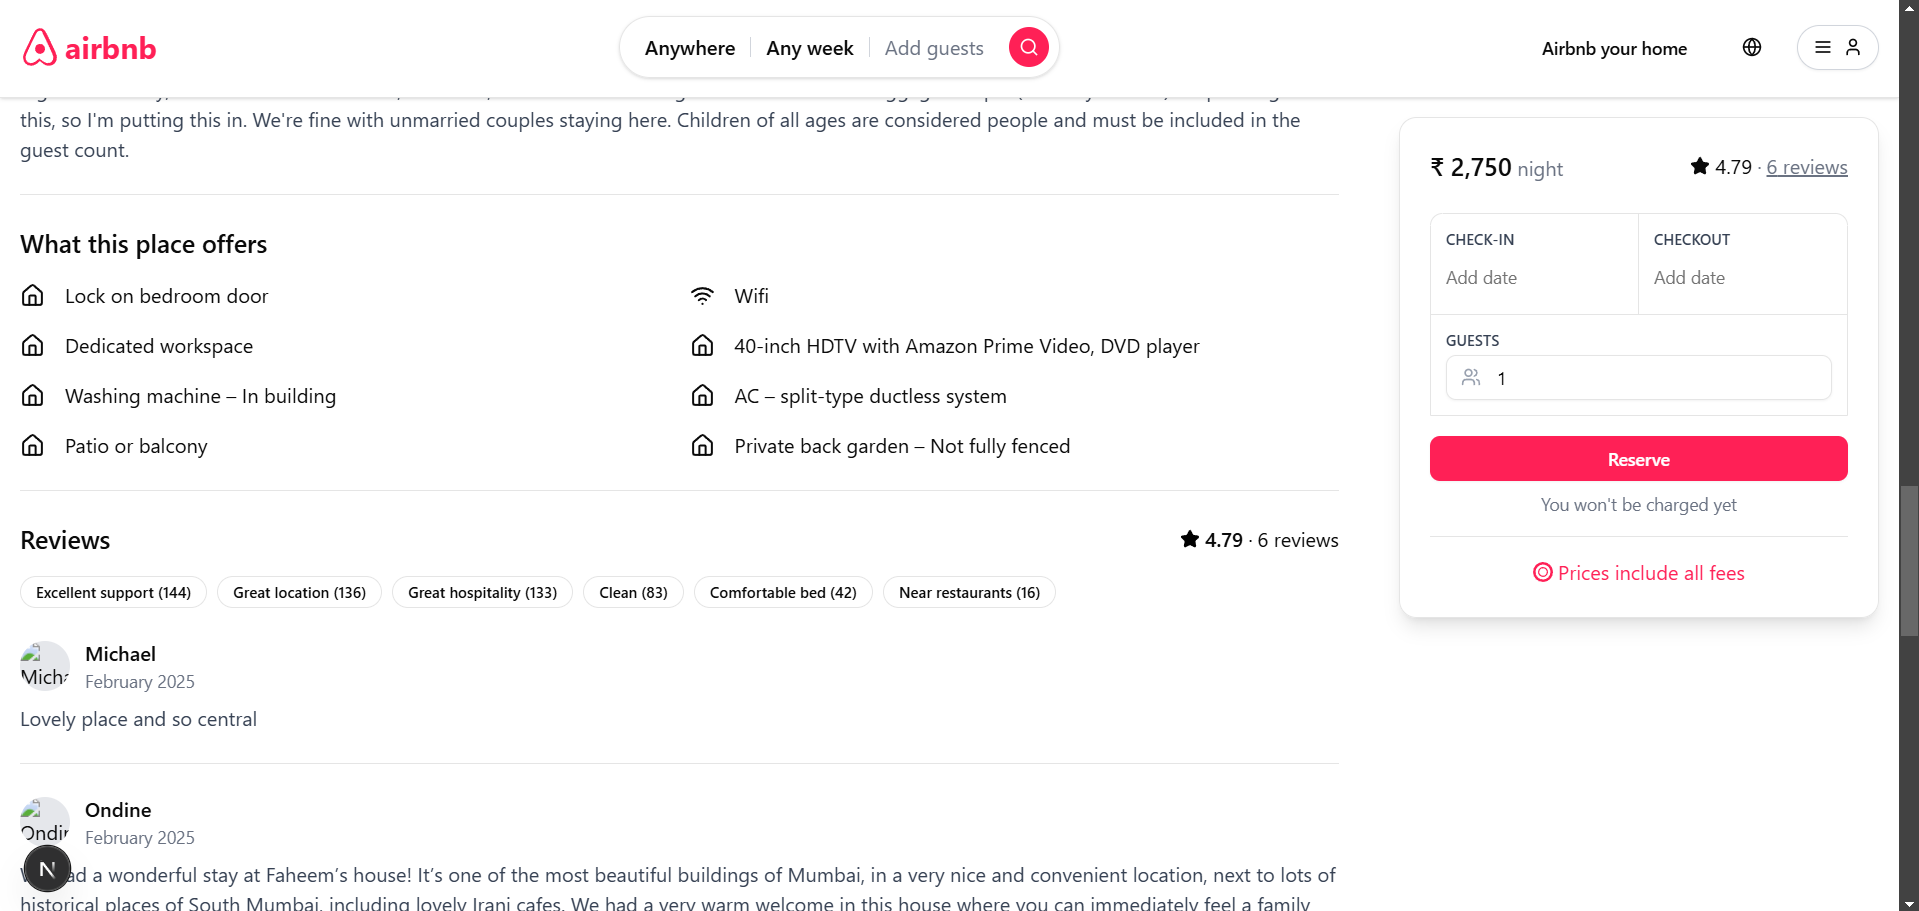 airbnb
Anywhere
Any week
Add guests
Airbnb your home
this, so I'm putting this in. We're fine with unmarried couples staying here. Children of all ages are considered people and must be included in the
guest count.
What this place offers
Lock on bedroom door
Wifi
Dedicated workspace
40-inch HDTV with Amazon Prime Video, DVD player
Washing machine – In building
AC – split-type ductless system
Patio or balcony
Private back garden – Not fully fenced
Reviews
4.79 · 6 reviews
Excellent support (144)
Great location (136)
Great hospitality (133)
Clean (83)
Comfortable bed (42)
Near restaurants (16)
Micha
Michael
February 2025
Lovely place and so central
Ondin
Ondine
February 2025
N
ad a wonderful stay at Faheem’s house! It’s one of the most beautiful buildings of Mumbai, in a very nice and convenient location, next to lots of
historical places of South Mumbai, including lovely Irani cafes. We had a very warm welcome in this house where you can immediately feel a family
₹ 2,750 night
4.79 · 6 reviews
CHECK-IN
Add date
CHECKOUT
Add date
GUESTS
1
Reserve
You won't be charged yet
Prices include all fees